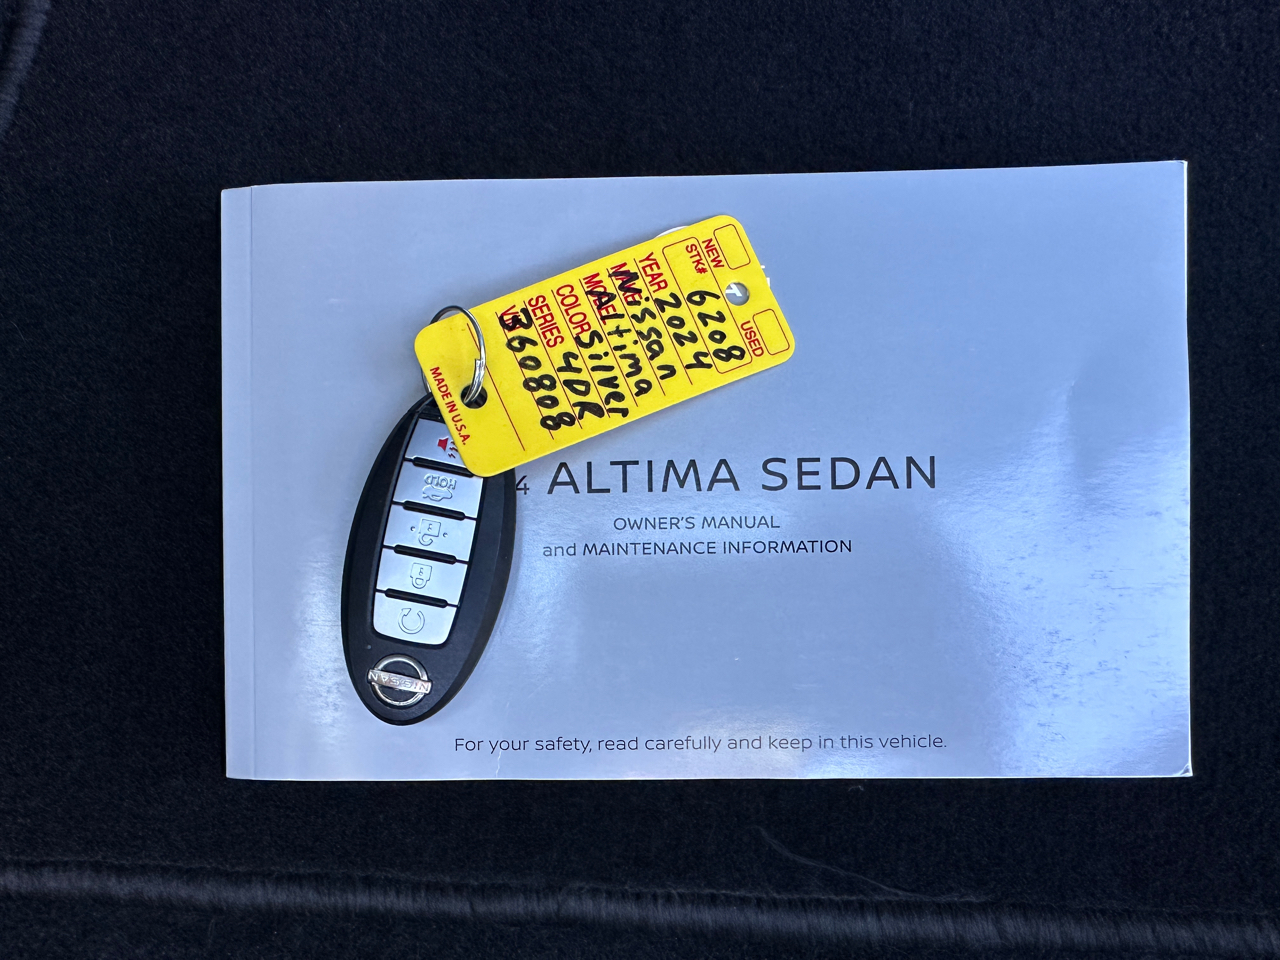 NEW
USED
STK# 6208
YEAR 2024
MAKE Nissan
MODEL Altima
COLOR Silver
SERIES 4DR
VIN 360808
MADE IN U.S.A.
HOLD
NISSAN
4 ALTIMA SEDAN
OWNER'S MANUAL
and MAINTENANCE INFORMATION
For your safety, read carefully and keep in this vehicle.